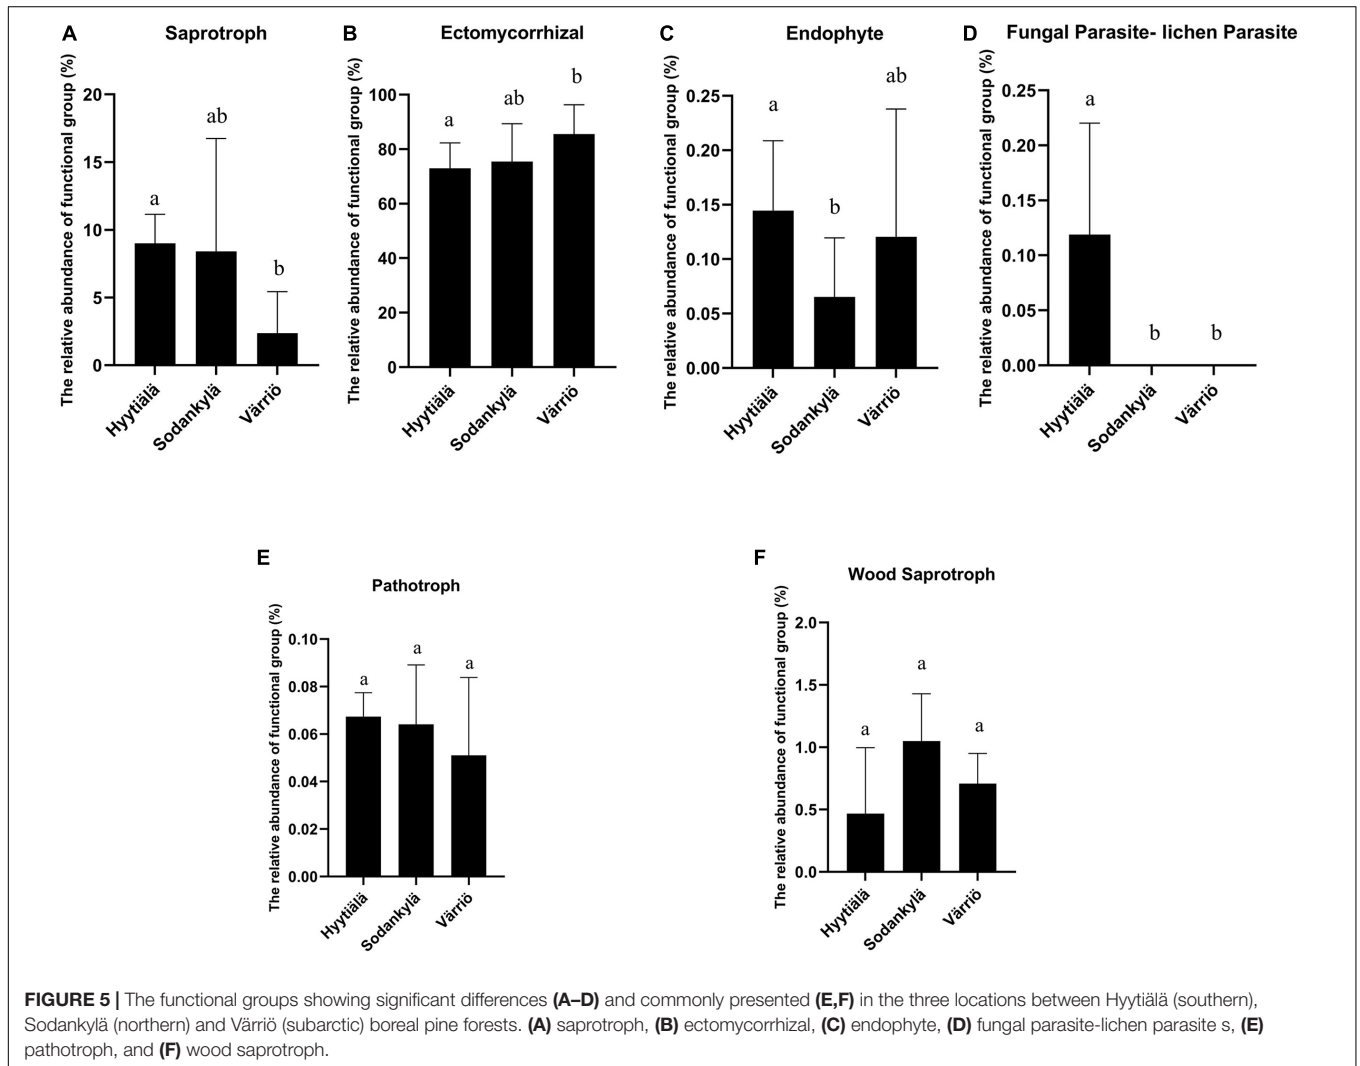 A Saprotroph
The relative abundance of functional group (%)
20
15
10
5
0
a
ab
b
Hyytiälä
Sodankylä
Värriö
B Ectomycorrhizal
The relative abundance of functional group (%)
100
80
60
40
20
0
a
ab
b
Hyytiälä
Sodankylä
Värriö
C Endophyte
The relative abundance of functional group (%)
0.25
0.20
0.15
0.10
0.05
0.00
a
b
ab
Hyytiälä
Sodankylä
Värriö
D Fungal Parasite- lichen Parasite
The relative abundance of functional group (%)
0.25
0.20
0.15
0.10
0.05
0.00
a
b
b
Hyytiälä
Sodankylä
Värriö
E
Pathotroph
The relative abundance of functional group (%)
0.10
0.08
0.06
0.04
0.02
0.00
a
a
a
Hyytiälä
Sodankylä
Värriö
F
Wood Saprotroph
The relative abundance of functional group (%)
2.0
1.5
1.0
0.5
0.0
a
a
a
Hyytiälä
Sodankylä
Värriö
FIGURE 5 | The functional groups showing significant differences (A–D) and commonly presented (E,F) in the three locations between Hyytiälä (southern),
Sodankylä (northern) and Värriö (subarctic) boreal pine forests. (A) saprotroph, (B) ectomycorrhizal, (C) endophyte, (D) fungal parasite-lichen parasite s, (E)
pathotroph, and (F) wood saprotroph.